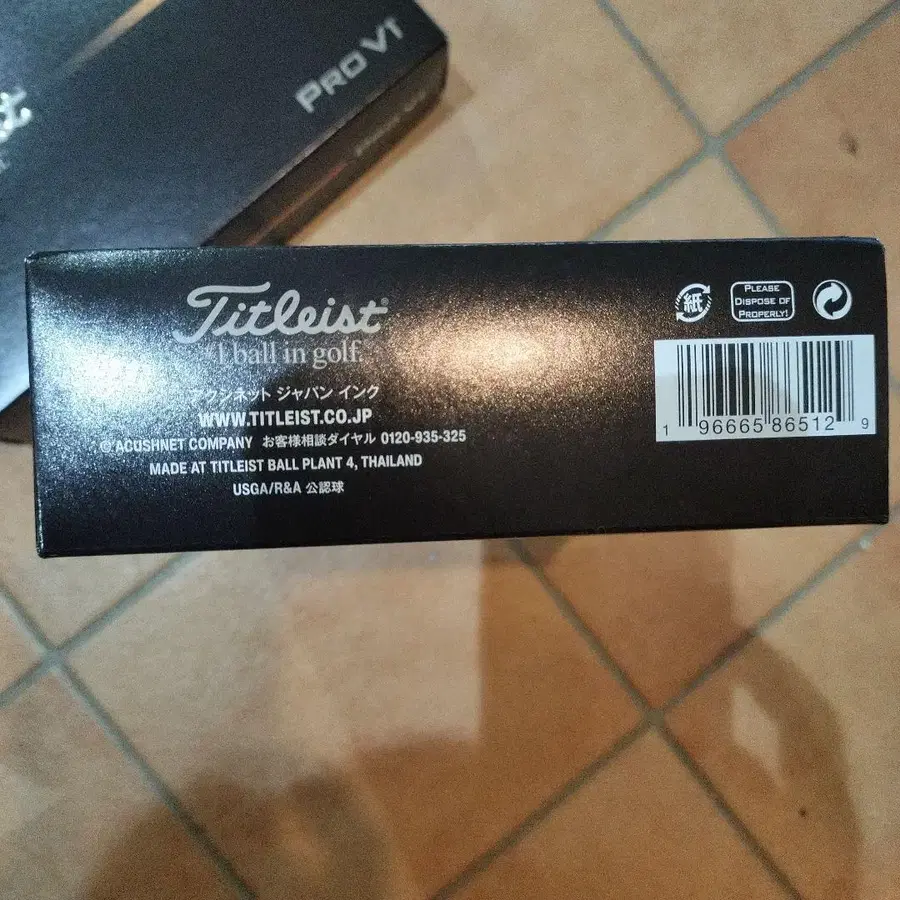 PRO V1
Titleist®
#1 ball in golf.®
アクシネット ジャパン インク
WWW.TITLEIST.CO.JP
© ACUSHNET COMPANY お客様相談ダイヤル 0120-935-325
MADE AT TITLEIST BALL PLANT 4, THAILAND
USGA/R&A 公認球
紙
PLEASE
DISPOSE OF
PROPERLY!
1 96665 86512 9